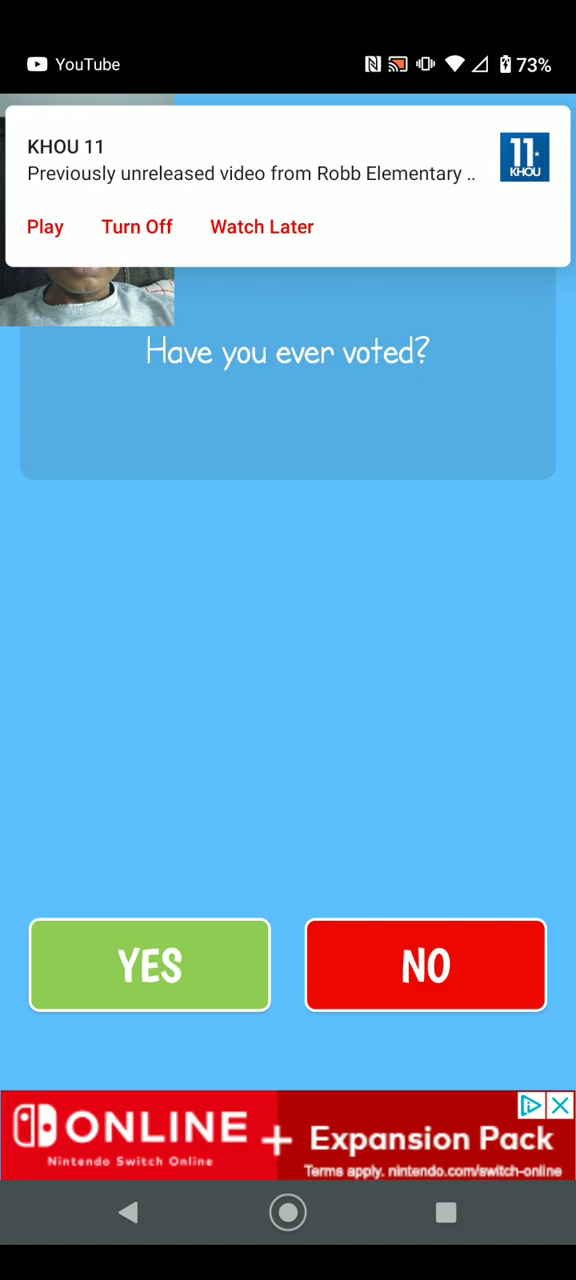 YouTube
73%
KHOU 11
Previously unreleased video from Robb Elementary ..
11
KHOU
Play Turn Off Watch Later
Have you ever voted?
YES
NO
ONLINE
Nintendo Switch Online
+ Expansion Pack
Terms apply. nintendo.com/switch-online